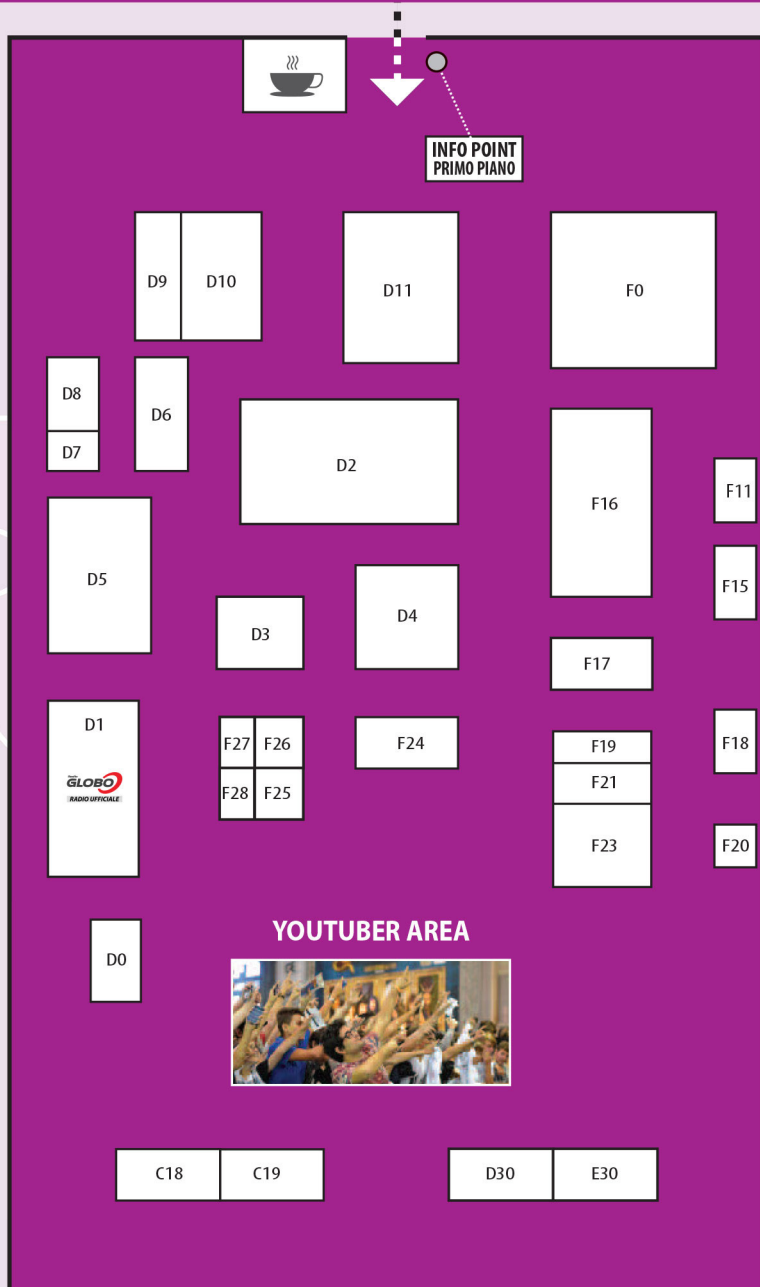 INFO POINT
PRIMO PIANO
D9
D10
D11
F0
D8
D7
D6
D2
F16
F11
D5
F15
D3
D4
F17
D1
Radio
GLOBO
RADIO UFFICIALE
F27
F26
F28
F25
F24
F19
F21
F23
F18
F20
D0
YOUTUBER AREA
C18
C19
D30
E30